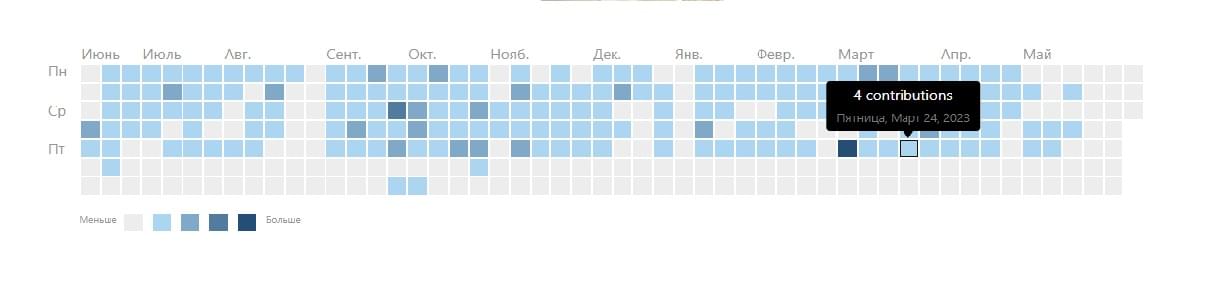 Июнь Июль Авг. Сент. Окт. Нояб. Дек. Янв. Февр. Март Апр. Май
Пн
4 contributions
Ср
Пятница, Март 24, 2023
Пт
Меньше Больше